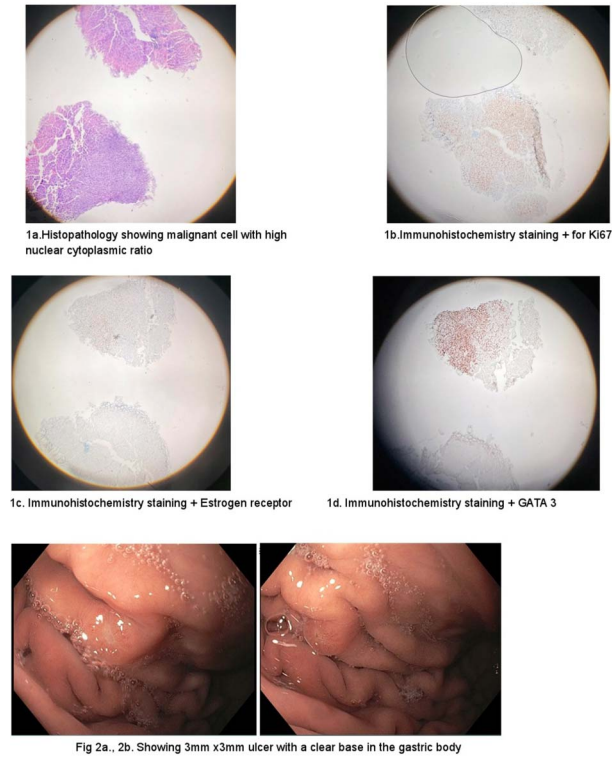 1a.Histopathology showing malignant cell with high
nuclear cytoplasmic ratio
1b.Immunohistochemistry staining + for Ki67
1c. Immunohistochemistry staining + Estrogen receptor
1d. Immunohistochemistry staining + GATA 3
Fig 2a., 2b. Showing 3mm x3mm ulcer with a clear base in the gastric body